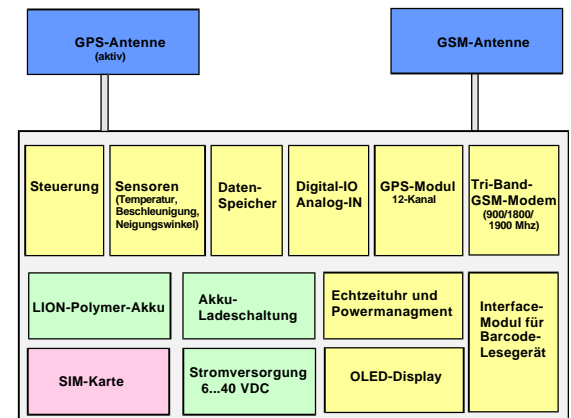 GPS-Antenne
(aktiv)
GSM-Antenne
Steuerung
Sensoren
(Temperatur,
Beschleunigung,
Neigungswinkel)
Daten-
Speicher
Digital-IO
Analog-IN
GPS-Modul
12-Kanal
Tri-Band-
GSM-Modem
(900/1800/
1900 Mhz)
LION-Polymer-Akku
Akku-
Ladeschaltung
Echtzeituhr und
Powermanagment
Interface-
Modul für
Barcode-
Lesegerät
SIM-Karte
Stromversorgung
6...40 VDC
OLED-Display